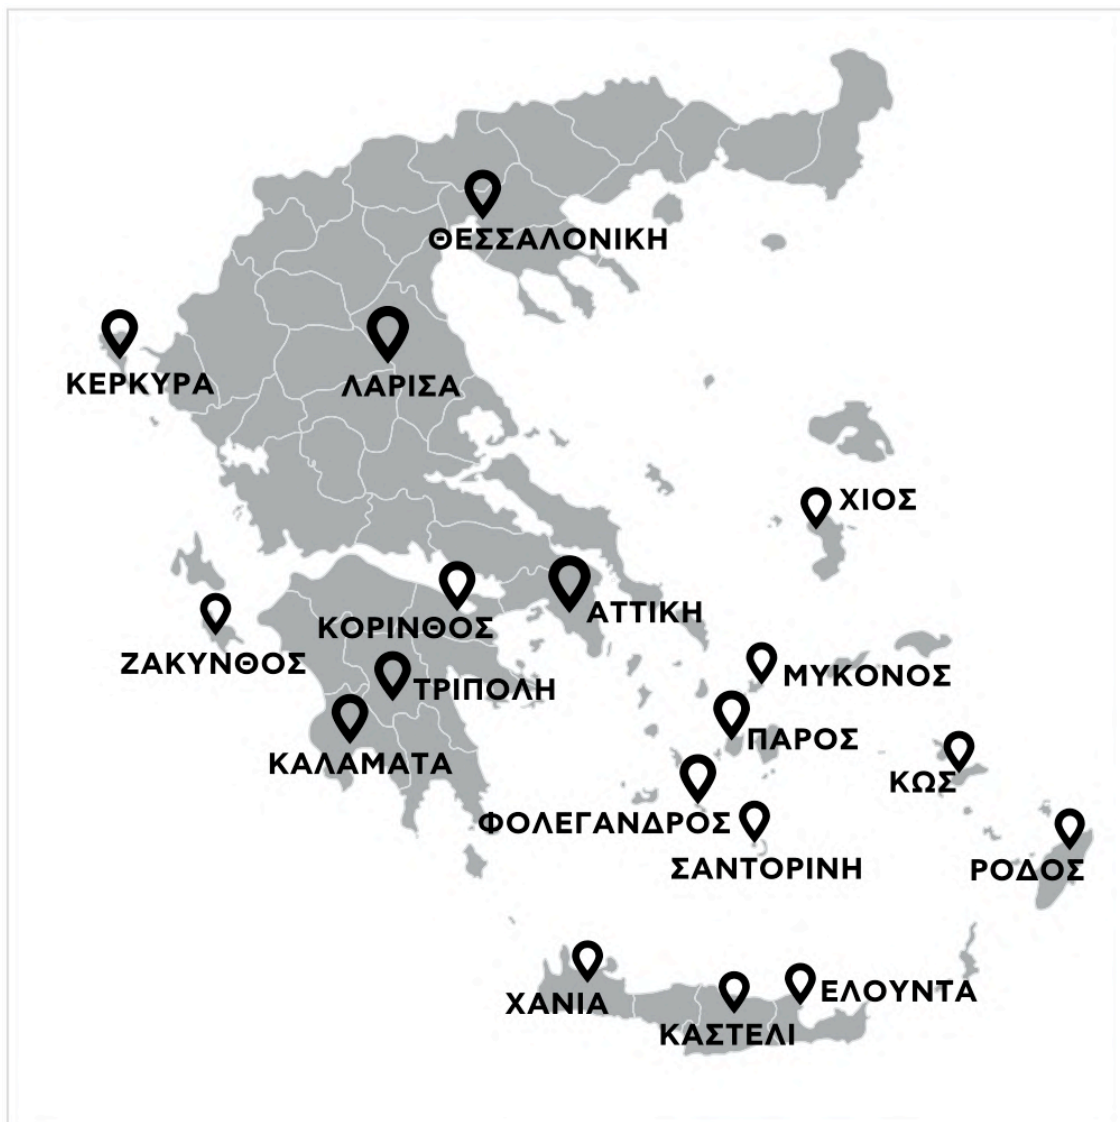 ΘΕΣΣΑΛΟΝΙΚΗ
ΚΕΡΚΥΡΑ
ΛΑΡΙΣΑ
ΧΙΟΣ
ΑΤΤΙΚΗ
ΚΟΡΙΝΘΟΣ
ΖΑΚΥΝΘΟΣ
ΜΥΚΟΝΟΣ
ΤΡΙΠΟΛΗ
ΠΑΡΟΣ
ΚΑΛΑΜΑΤΑ
ΚΩΣ
ΦΟΛΕΓΑΝΔΡΟΣ
ΣΑΝΤΟΡΙΝΗ
ΡΟΔΟΣ
ΕΛΟΥΝΤΑ
ΧΑΝΙΑ
ΚΑΣΤΕΛΙ